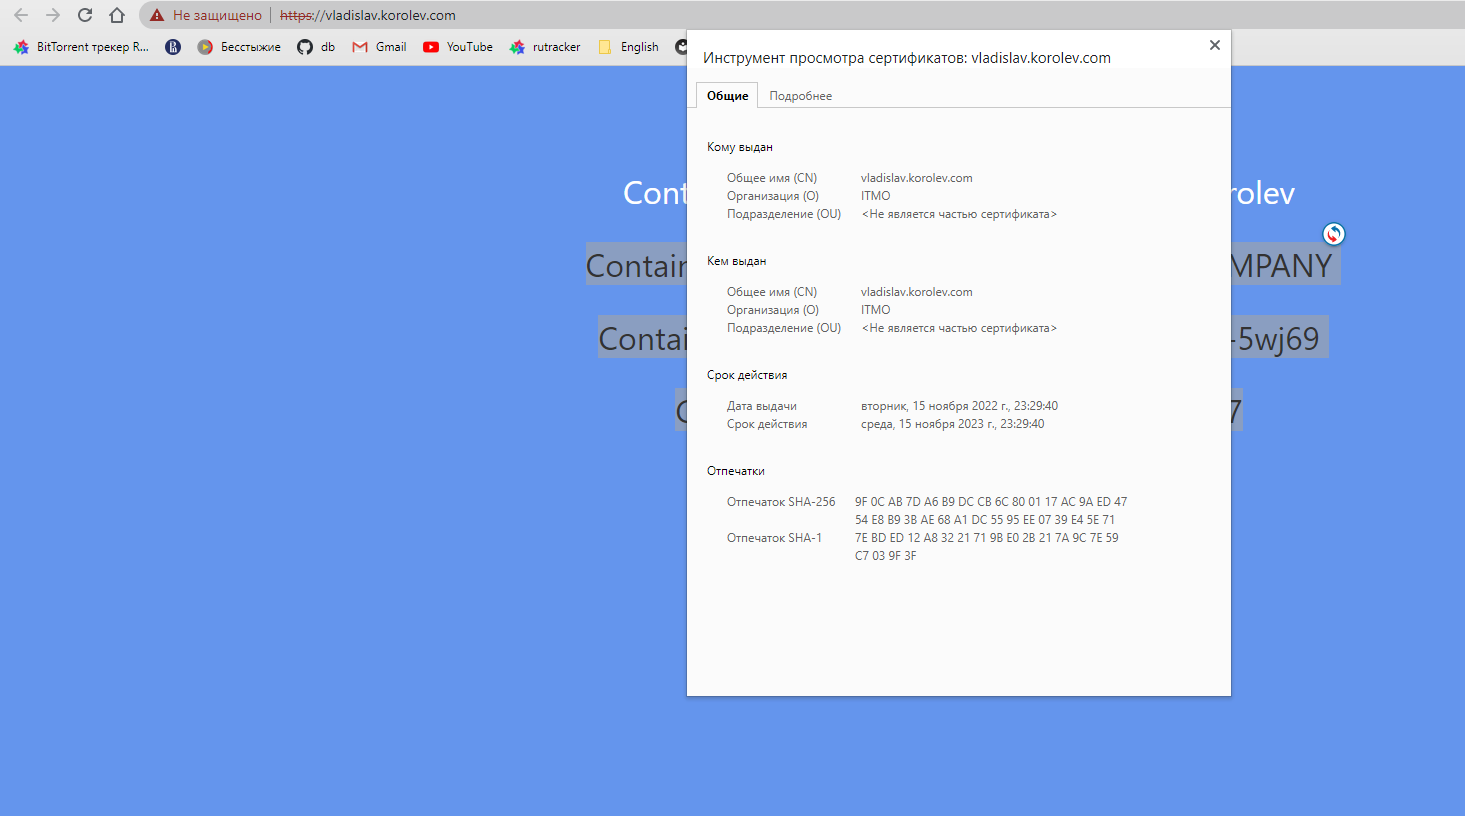 Не защищено https://vladislav.korolev.com
BitTorrent трекер R... Бесстыжие db Gmail YouTube rutracker English
Инструмент просмотра сертификатов: vladislav.korolev.com
Общие Подробнее
Кому выдан
Общее имя (CN) vladislav.korolev.com
Организация (O) ITMO
Подразделение (OU) <Не является частью сертификата>
Кем выдан
Общее имя (CN) vladislav.korolev.com
Организация (O) ITMO
Подразделение (OU) <Не является частью сертификата>
Срок действия
Дата выдачи вторник, 15 ноября 2022 г., 23:29:40
Срок действия среда, 15 ноября 2023 г., 23:29:40
Отпечатки
Отпечаток SHA-256 9F 0C AB 7D A6 B9 DC CB 6C 80 01 17 AC 9A ED 47
54 E8 B9 3B AE 68 A1 DC 55 95 EE 07 39 E4 5E 71
Отпечаток SHA-1 7E BD ED 12 A8 32 21 71 9B E0 2B 21 7A 9C 7E 59
C7 03 9F 3F
Cont rolev
Contain MPANY
Contai -5wj69
C 7